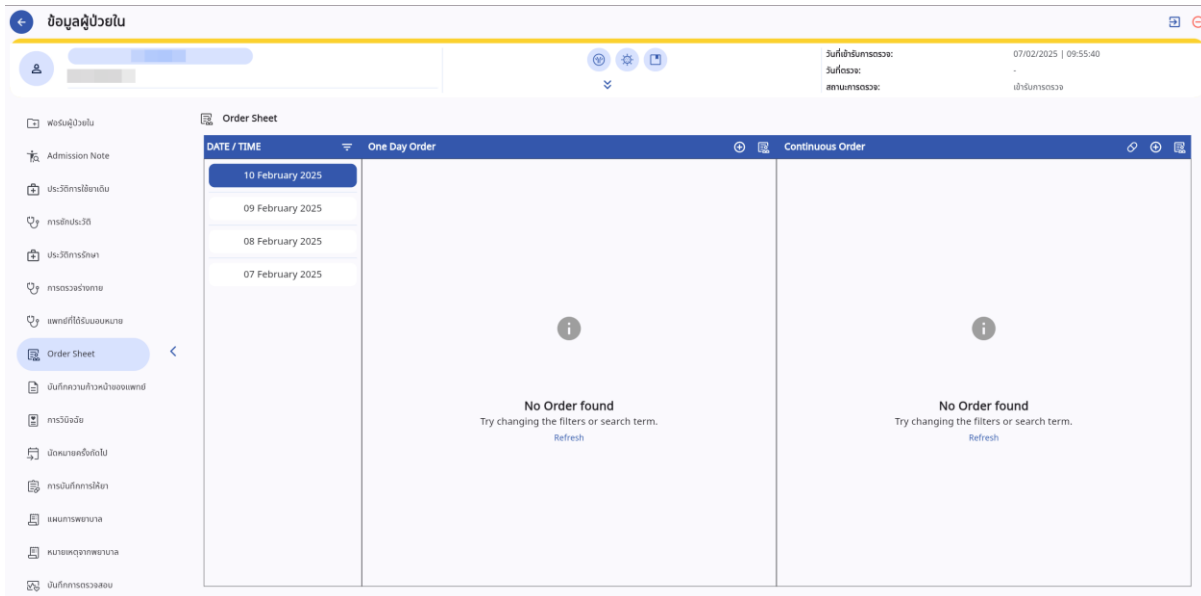 ข้อมูลผู้ป่วยใน
วันที่เข้ารับการตรวจ: 07/02/2025 | 09:55:40
วันที่ตรวจ: -
สถานะการตรวจ: เข้ารับการตรวจ
ฟอร์มผู้ป่วยใน
Admission Note
ประวัติการใช้ยาเดิม
การซักประวัติ
ประวัติการรักษา
การตรวจร่างกาย
แพทย์ที่ได้รับมอบหมาย
Order Sheet
บันทึกความก้าวหน้าของแพทย์
การวินิจฉัย
นัดหมายครั้งถัดไป
การบันทึกการให้ยา
แผนการพยาบาล
หมายเหตุจากพยาบาล
บันทึกการตรวจสอบ
Order Sheet
DATE / TIME
10 February 2025
09 February 2025
08 February 2025
07 February 2025
One Day Order
No Order found
Try changing the filters or search term.
Refresh
Continuous Order
No Order found
Try changing the filters or search term.
Refresh